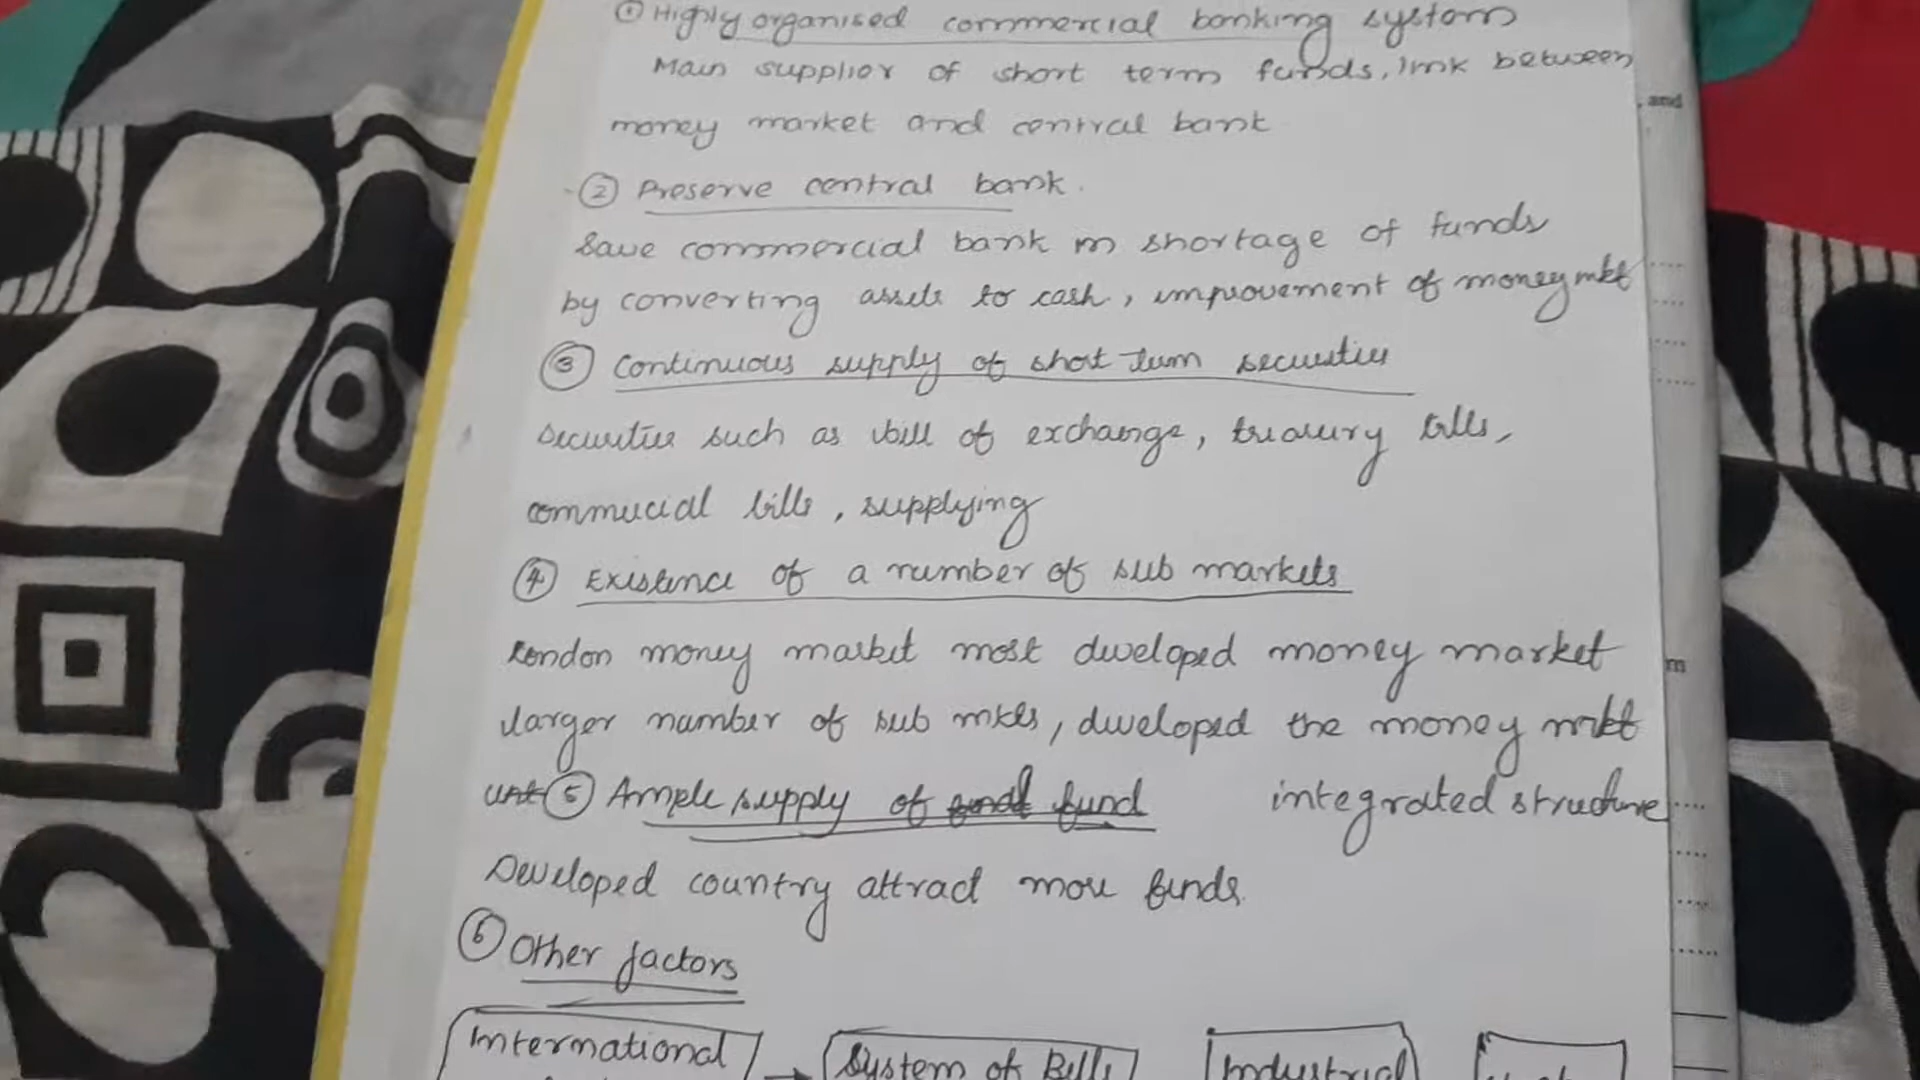 ① Highly organised commercial banking system
Main supplier of short term funds, link between
money market and central bank
② Preserve central bank.
Save commercial bank in shortage of funds
by converting assets to cash, improvement of money mkt
③ Continuous supply of short term securities
Securities such as bill of exchange, treasury bills,
commercial bills, supplying
④ Existence of a number of sub markets
London money market most developed money market
larger number of sub mkts, developed the money mkt
⑤ Ample supply of fund integrated structure
Developed country attract more funds.
⑥ Other factors
International
System of Bills
Industrial
and
m